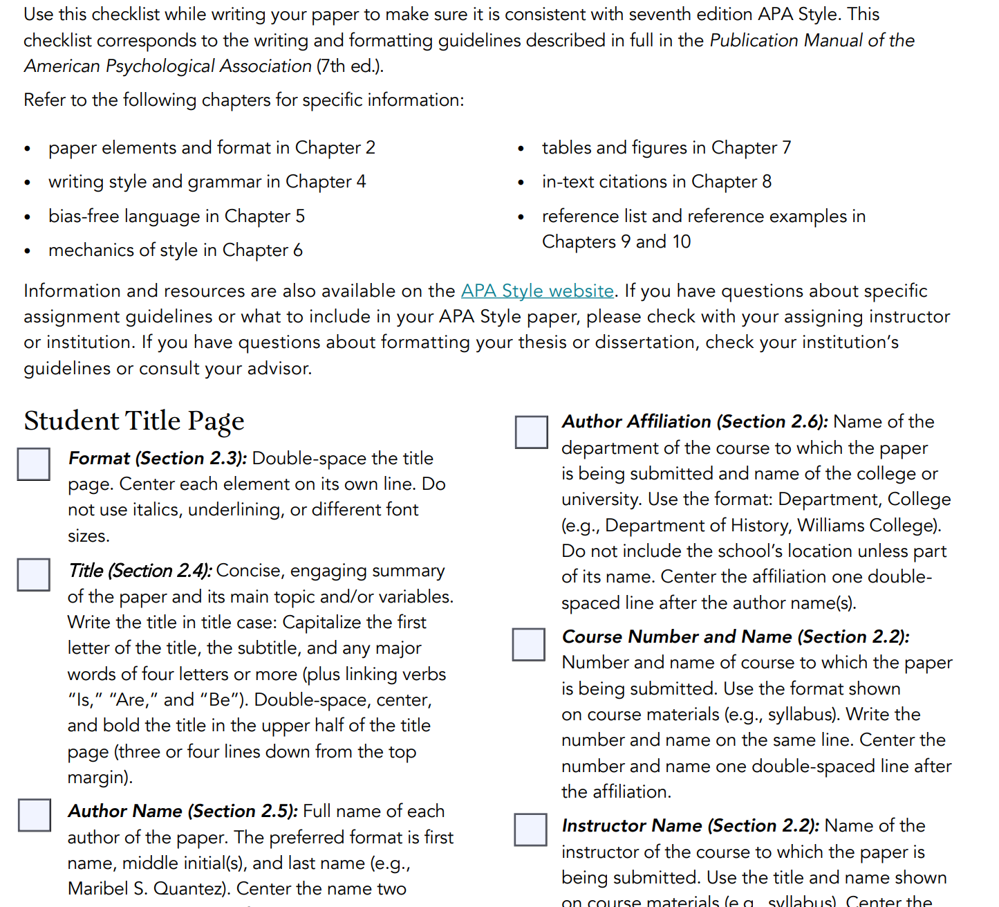 Use this checklist while writing your paper to make sure it is consistent with seventh edition APA Style. This
checklist corresponds to the writing and formatting guidelines described in full in the Publication Manual of the
American Psychological Association (7th ed.).
Refer to the following chapters for specific information:
• paper elements and format in Chapter 2
• writing style and grammar in Chapter 4
• bias-free language in Chapter 5
• mechanics of style in Chapter 6
• tables and figures in Chapter 7
• in-text citations in Chapter 8
• reference list and reference examples in
Chapters 9 and 10
Information and resources are also available on the APA Style website. If you have questions about specific
assignment guidelines or what to include in your APA Style paper, please check with your assigning instructor
or institution. If you have questions about formatting your thesis or dissertation, check your institution’s
guidelines or consult your advisor.
Student Title Page
Format (Section 2.3): Double-space the title
page. Center each element on its own line. Do
not use italics, underlining, or different font
sizes.
Title (Section 2.4): Concise, engaging summary
of the paper and its main topic and/or variables.
Write the title in title case: Capitalize the first
letter of the title, the subtitle, and any major
words of four letters or more (plus linking verbs
“Is,” “Are,” and “Be”). Double-space, center,
and bold the title in the upper half of the title
page (three or four lines down from the top
margin).
Author Name (Section 2.5): Full name of each
author of the paper. The preferred format is first
name, middle initial(s), and last name (e.g.,
Maribel S. Quantez). Center the name two
Author Affiliation (Section 2.6): Name of the
department of the course to which the paper
is being submitted and name of the college or
university. Use the format: Department, College
(e.g., Department of History, Williams College).
Do not include the school’s location unless part
of its name. Center the affiliation one double-
spaced line after the author name(s).
Course Number and Name (Section 2.2):
Number and name of course to which the paper
is being submitted. Use the format shown
on course materials (e.g., syllabus). Write the
number and name on the same line. Center the
number and name one double-spaced line after
the affiliation.
Instructor Name (Section 2.2): Name of the
instructor of the course to which the paper is
being submitted. Use the title and name shown
on course materials (e.g., syllabus). Center the